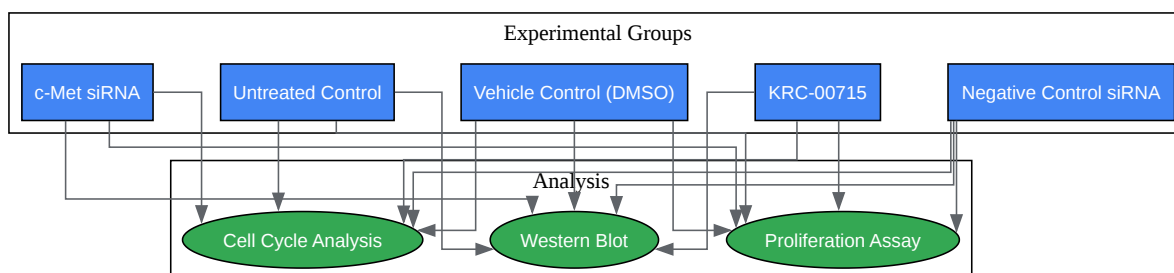 Experimental Groups
c-Met siRNA
Untreated Control
Vehicle Control (DMSO)
KRC-00715
Negative Control siRNA
Analysis
Cell Cycle Analysis
Western Blot
Proliferation Assay